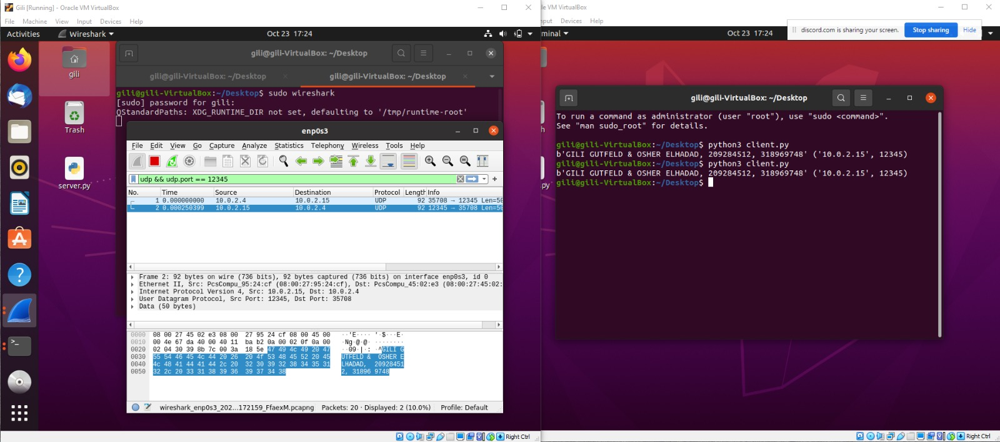 Gili [Running] - Oracle VM VirtualBox
File Machine View Input Devices Help
Activities Wireshark Oct 23 17:24
gili
Trash
server.py
gili@gili-VirtualBox: ~/Desktop
gili@gili-VirtualBox: ~/Desktop gili@gili-VirtualBox: ~/Desktop
gili@gili-VirtualBox:~/Desktop$ sudo wireshark
[sudo] password for gili:
QStandardPaths: XDG_RUNTIME_DIR not set, defaulting to '/tmp/runtime-root'
enp0s3
File Edit View Go Capture Analyze Statistics Telephony Wireless Tools Help
udp && udp.port == 12345
No. Time Source Destination Protocol Length Info
1 0.000000000 10.0.2.4 10.0.2.15 UDP 92 35708 → 12345 Len=50
2 0.000250399 10.0.2.15 10.0.2.4 UDP 92 12345 → 35708 Len=50
Frame 2: 92 bytes on wire (736 bits), 92 bytes captured (736 bits) on interface enp0s3, id 0
Ethernet II, Src: PcsCompu_95:24:cf (08:00:27:95:24:cf), Dst: PcsCompu_45:02:e3 (08:00:27:45:02:
Internet Protocol Version 4, Src: 10.0.2.15, Dst: 10.0.2.4
User Datagram Protocol, Src Port: 12345, Dst Port: 35708
Data (50 bytes)
0000 08 00 27 45 02 e3 08 00 27 95 24 cf 08 00 45 00 ··'E···· '·$···E·
0010 00 4e 67 da 40 00 40 11 ba b2 0a 00 02 0f 0a 00 ·Ng·@·@· ········
0020 02 04 30 39 8b 7c 00 3a 18 5e 47 49 4c 49 20 47 ··09·|·: ·^GILI G
0030 55 54 46 45 4c 44 20 26 20 4f 53 48 45 52 20 45 UTFELD & OSHER E
0040 4c 48 41 44 41 44 2c 20 32 30 39 32 38 34 35 31 LHADAD, 20928451
0050 32 2c 20 33 31 38 39 36 39 37 34 38 2, 31896 9748
wireshark_enp0s3_202...172159_FfaexM.pcapng Packets: 20 · Displayed: 2 (10.0%) Profile: Default
Right Ctrl
le VM VirtualBox
nput Devices Help
minal Oct 23 17:24
discord.com is sharing your screen. Stop sharing Hide
gili@gili-VirtualBox: ~/Desktop
To run a command as administrator (user "root"), use "sudo <command>".
See "man sudo_root" for details.
gili@gili-VirtualBox:~/Desktop$ python3 client.py
b'GILI GUTFELD & OSHER ELHADAD, 209284512, 318969748' ('10.0.2.15', 12345)
gili@gili-VirtualBox:~/Desktop$ python3 client.py
b'GILI GUTFELD & OSHER ELHADAD, 209284512, 318969748' ('10.0.2.15', 12345)
gili@gili-VirtualBox:~/Desktop$
Right Ctrl